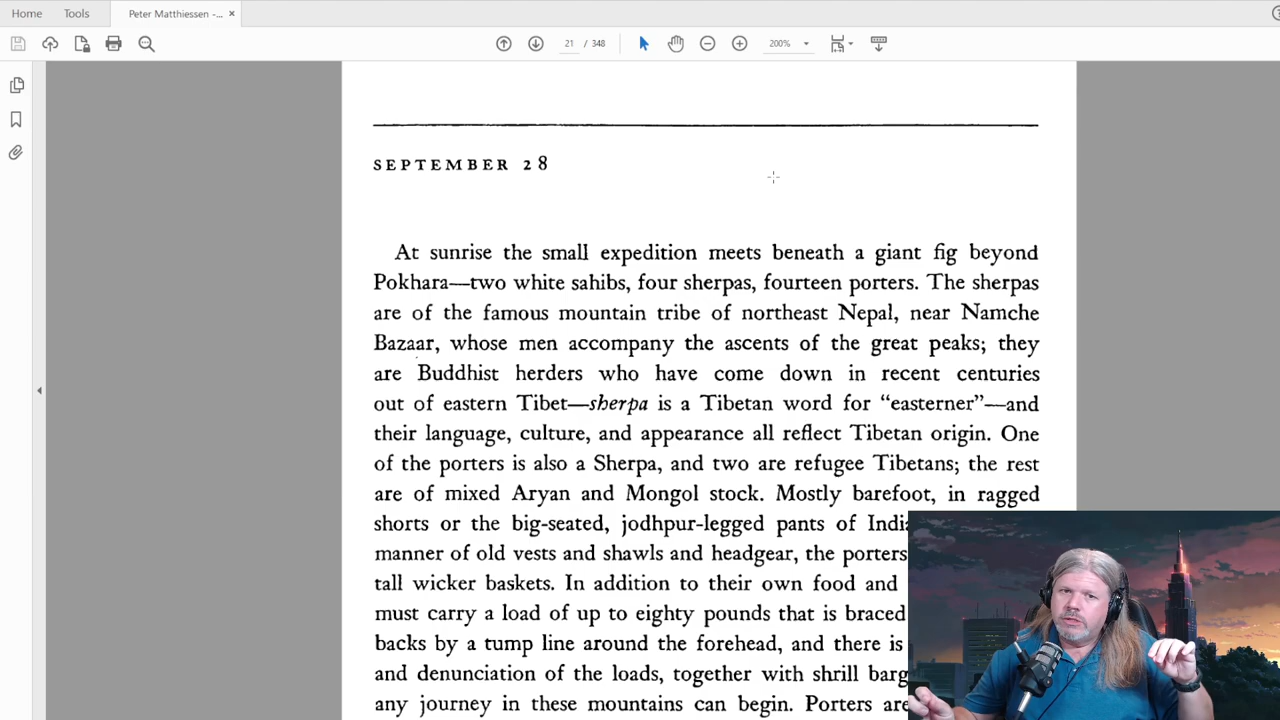 Home Tools Peter Matthiessen -... ×
21 / 348 200%
SEPTEMBER 28
At sunrise the small expedition meets beneath a giant fig beyond
Pokhara—two white sahibs, four sherpas, fourteen porters. The sherpas
are of the famous mountain tribe of northeast Nepal, near Namche
Bazaar, whose men accompany the ascents of the great peaks; they
are Buddhist herders who have come down in recent centuries
out of eastern Tibet—sherpa is a Tibetan word for “easterner”—and
their language, culture, and appearance all reflect Tibetan origin. One
of the porters is also a Sherpa, and two are refugee Tibetans; the rest
are of mixed Aryan and Mongol stock. Mostly barefoot, in ragged
shorts or the big-seated, jodhpur-legged pants of
manner of old vests and shawls and headgear, the porters
tall wicker baskets. In addition to their own food and
must carry a load of up to eighty pounds that is braced
backs by a tump line around the forehead, and there is
and denunciation of the loads, together with shrill
any journey in these mountains can begin. Porters